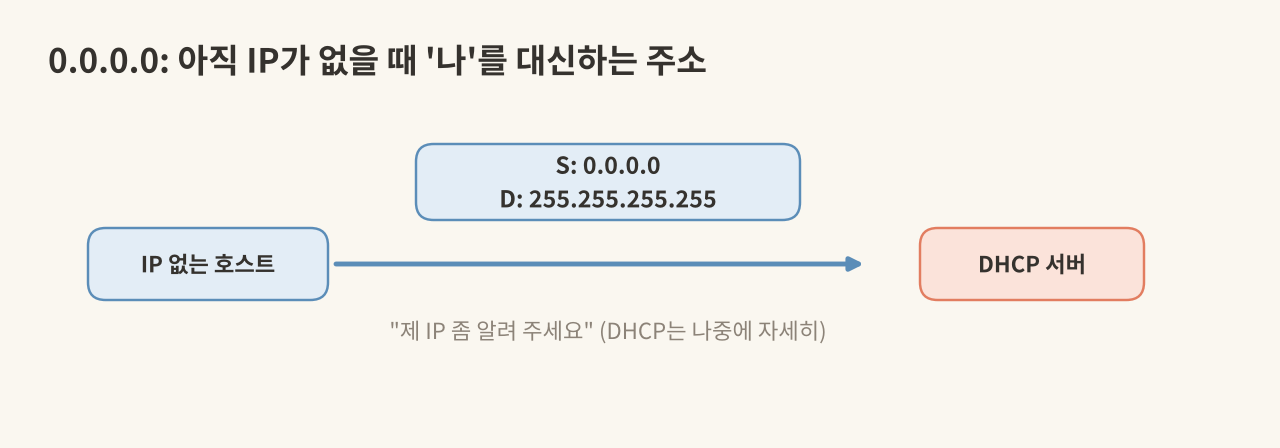 0.0.0.0: 아직 IP가 없을 때 '나'를 대신하는 주소
S: 0.0.0.0
D: 255.255.255.255
IP 없는 호스트
DHCP 서버
"제 IP 좀 알려 주세요" (DHCP는 나중에 자세히)